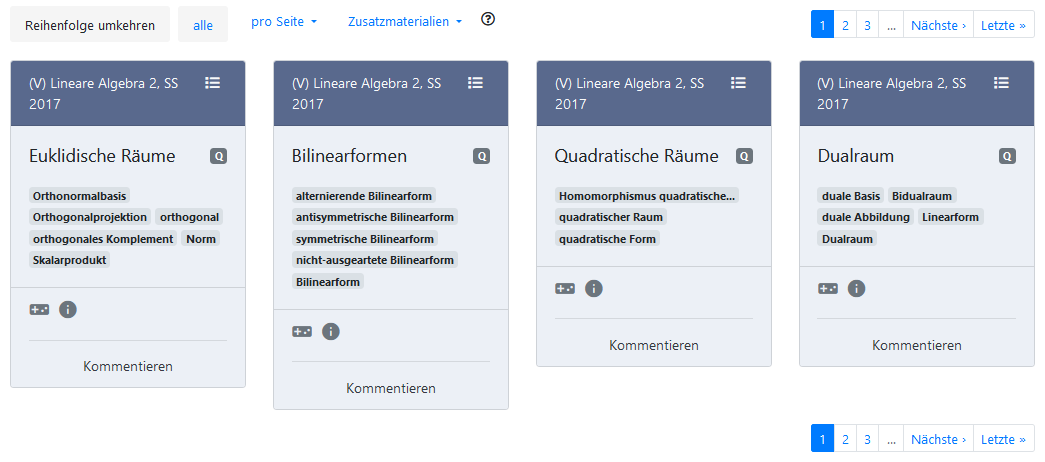 Reihenfolge umkehren alle pro Seite Zusatzmaterialien ? 1 2 3 ... Nächste › Letzte »
(V) Lineare Algebra 2, SS
2017
Euklidische Räume Q
Orthonormalbasis
Orthogonalprojektion orthogonal
orthogonales Komplement Norm
Skalarprodukt
Kommentieren
(V) Lineare Algebra 2, SS
2017
Bilinearformen Q
alternierende Bilinearform
antisymmetrische Bilinearform
symmetrische Bilinearform
nicht-ausgeartete Bilinearform
Bilinearform
Kommentieren
(V) Lineare Algebra 2, SS
2017
Quadratische Räume Q
Homomorphismus quadratische...
quadratischer Raum
quadratische Form
Kommentieren
(V) Lineare Algebra 2, SS
2017
Dualraum Q
duale Basis Bidualraum
duale Abbildung Linearform
Dualraum
Kommentieren
1 2 3 ... Nächste › Letzte »